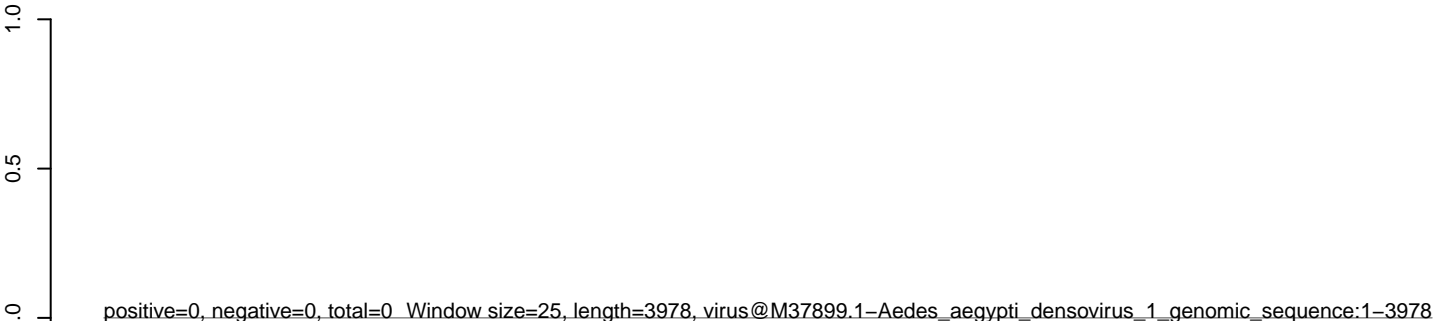 1.0
0.5
.0
positive=0, negative=0, total=0 Window size=25, length=3978, virus@M37899.1−Aedes_aegypti_densovirus_1_genomic_sequence:1−3978